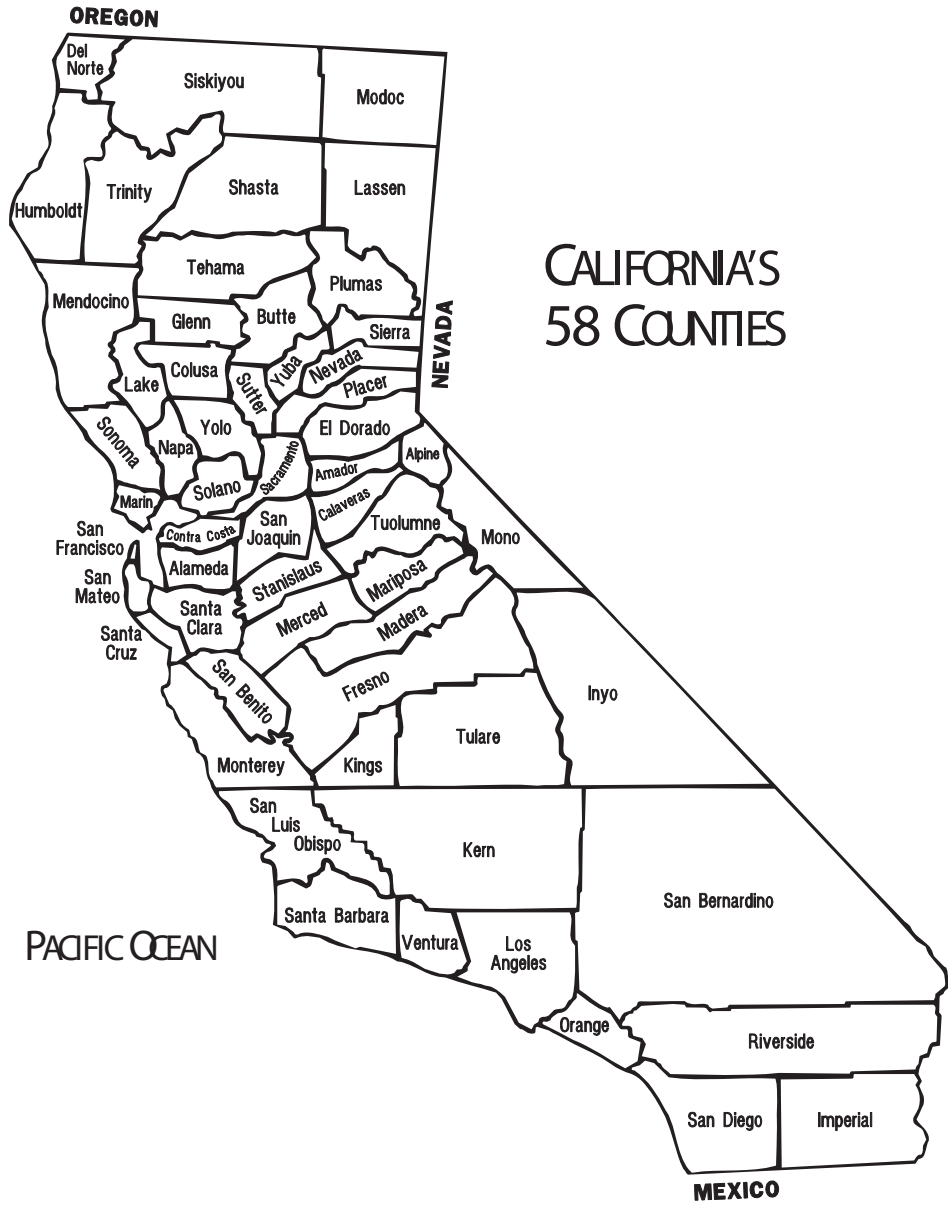 OREGON
Del
Norte
Siskiyou
Modoc
Humboldt
Trinity
Shasta
Lassen
CALIFORNIA'S
58 COUNTIES
Tehama
Plumas
Mendocino
Glenn
Butte
Sierra
NEVADA
Lake
Colusa
Sutter
Yuba
Nevada
Placer
Sonoma
Napa
Yolo
El Dorado
Sacramento
Alpine
Marin
Solano
Amador
Calaveras
San
Francisco
Contra Costa
San
Joaquin
Tuolumne
Mono
San
Mateo
Alameda
Stanislaus
Mariposa
Santa
Cruz
Santa
Clara
Merced
Madera
San Benito
Fresno
Inyo
Monterey
Kings
Tulare
San
Luis
Obispo
Kern
San Bernardino
Santa Barbara
Ventura
Los
Angeles
PACIFIC OCEAN
Orange
Riverside
San Diego
Imperial
MEXICO